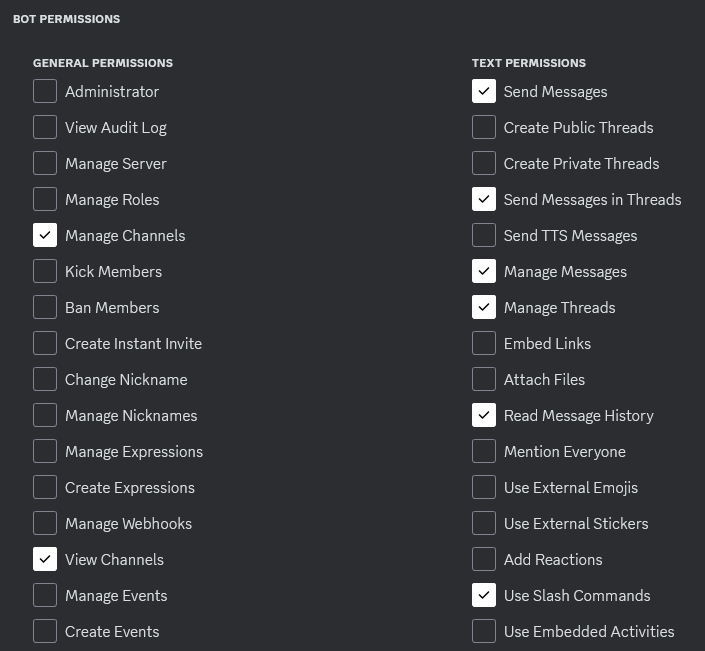 BOT PERMISSIONS
GENERAL PERMISSIONS
Administrator
View Audit Log
Manage Server
Manage Roles
Manage Channels
Kick Members
Ban Members
Create Instant Invite
Change Nickname
Manage Nicknames
Manage Expressions
Create Expressions
Manage Webhooks
View Channels
Manage Events
Create Events
TEXT PERMISSIONS
Send Messages
Create Public Threads
Create Private Threads
Send Messages in Threads
Send TTS Messages
Manage Messages
Manage Threads
Embed Links
Attach Files
Read Message History
Mention Everyone
Use External Emojis
Use External Stickers
Add Reactions
Use Slash Commands
Use Embedded Activities